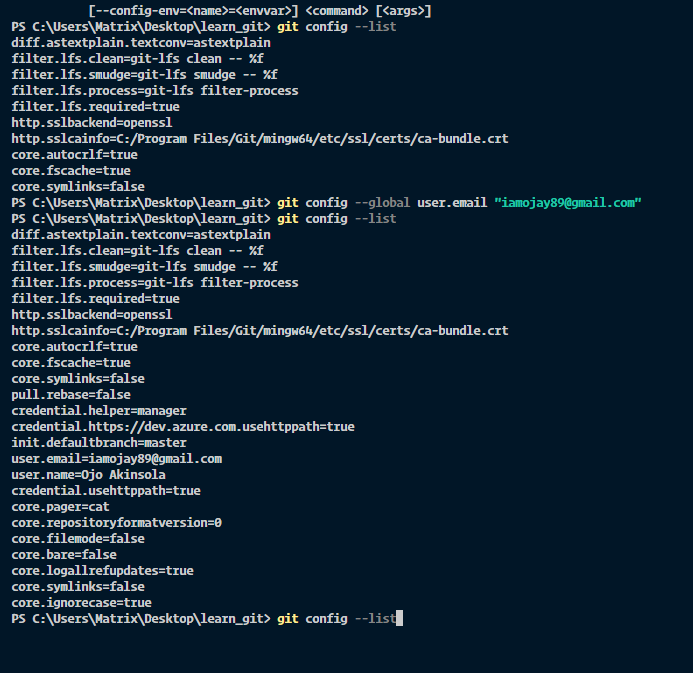 [--config-env=<name>=<envvar>] <command> [<args>]
PS C:\Users\Matrix\Desktop\learn_git> git config --list
diff.astextplain.textconv=astextplain
filter.lfs.clean=git-lfs clean -- %f
filter.lfs.smudge=git-lfs smudge -- %f
filter.lfs.process=git-lfs filter-process
filter.lfs.required=true
http.sslbackend=openssl
http.sslcainfo=C:/Program Files/Git/mingw64/etc/ssl/certs/ca-bundle.crt
core.autocrlf=true
core.fscache=true
core.symlinks=false
PS C:\Users\Matrix\Desktop\learn_git> git config --global user.email "iamojay89@gmail.com"
PS C:\Users\Matrix\Desktop\learn_git> git config --list
diff.astextplain.textconv=astextplain
filter.lfs.clean=git-lfs clean -- %f
filter.lfs.smudge=git-lfs smudge -- %f
filter.lfs.process=git-lfs filter-process
filter.lfs.required=true
http.sslbackend=openssl
http.sslcainfo=C:/Program Files/Git/mingw64/etc/ssl/certs/ca-bundle.crt
core.autocrlf=true
core.fscache=true
core.symlinks=false
pull.rebase=false
credential.helper=manager
credential.https://dev.azure.com.usehttppath=true
init.defaultbranch=master
user.email=iamojay89@gmail.com
user.name=Ojo Akinsola
credential.usehttppath=true
core.pager=cat
core.repositoryformatversion=0
core.filemode=false
core.bare=false
core.logallrefupdates=true
core.symlinks=false
core.ignorecase=true
PS C:\Users\Matrix\Desktop\learn_git> git config --list